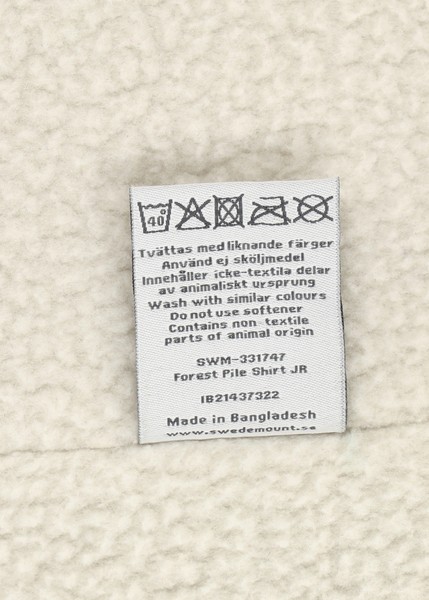 40°
Tvättas med liknande färger
Använd ej sköljmedel
Innehåller icke-textila delar
av animaliskt ursprung
Wash with similar colours
Do not use softener
Contains non textile
parts of animal origin
SWM-331747
Forest Pile Shirt JR
IB21437322
Made in Bangladesh
www.swedemount.se